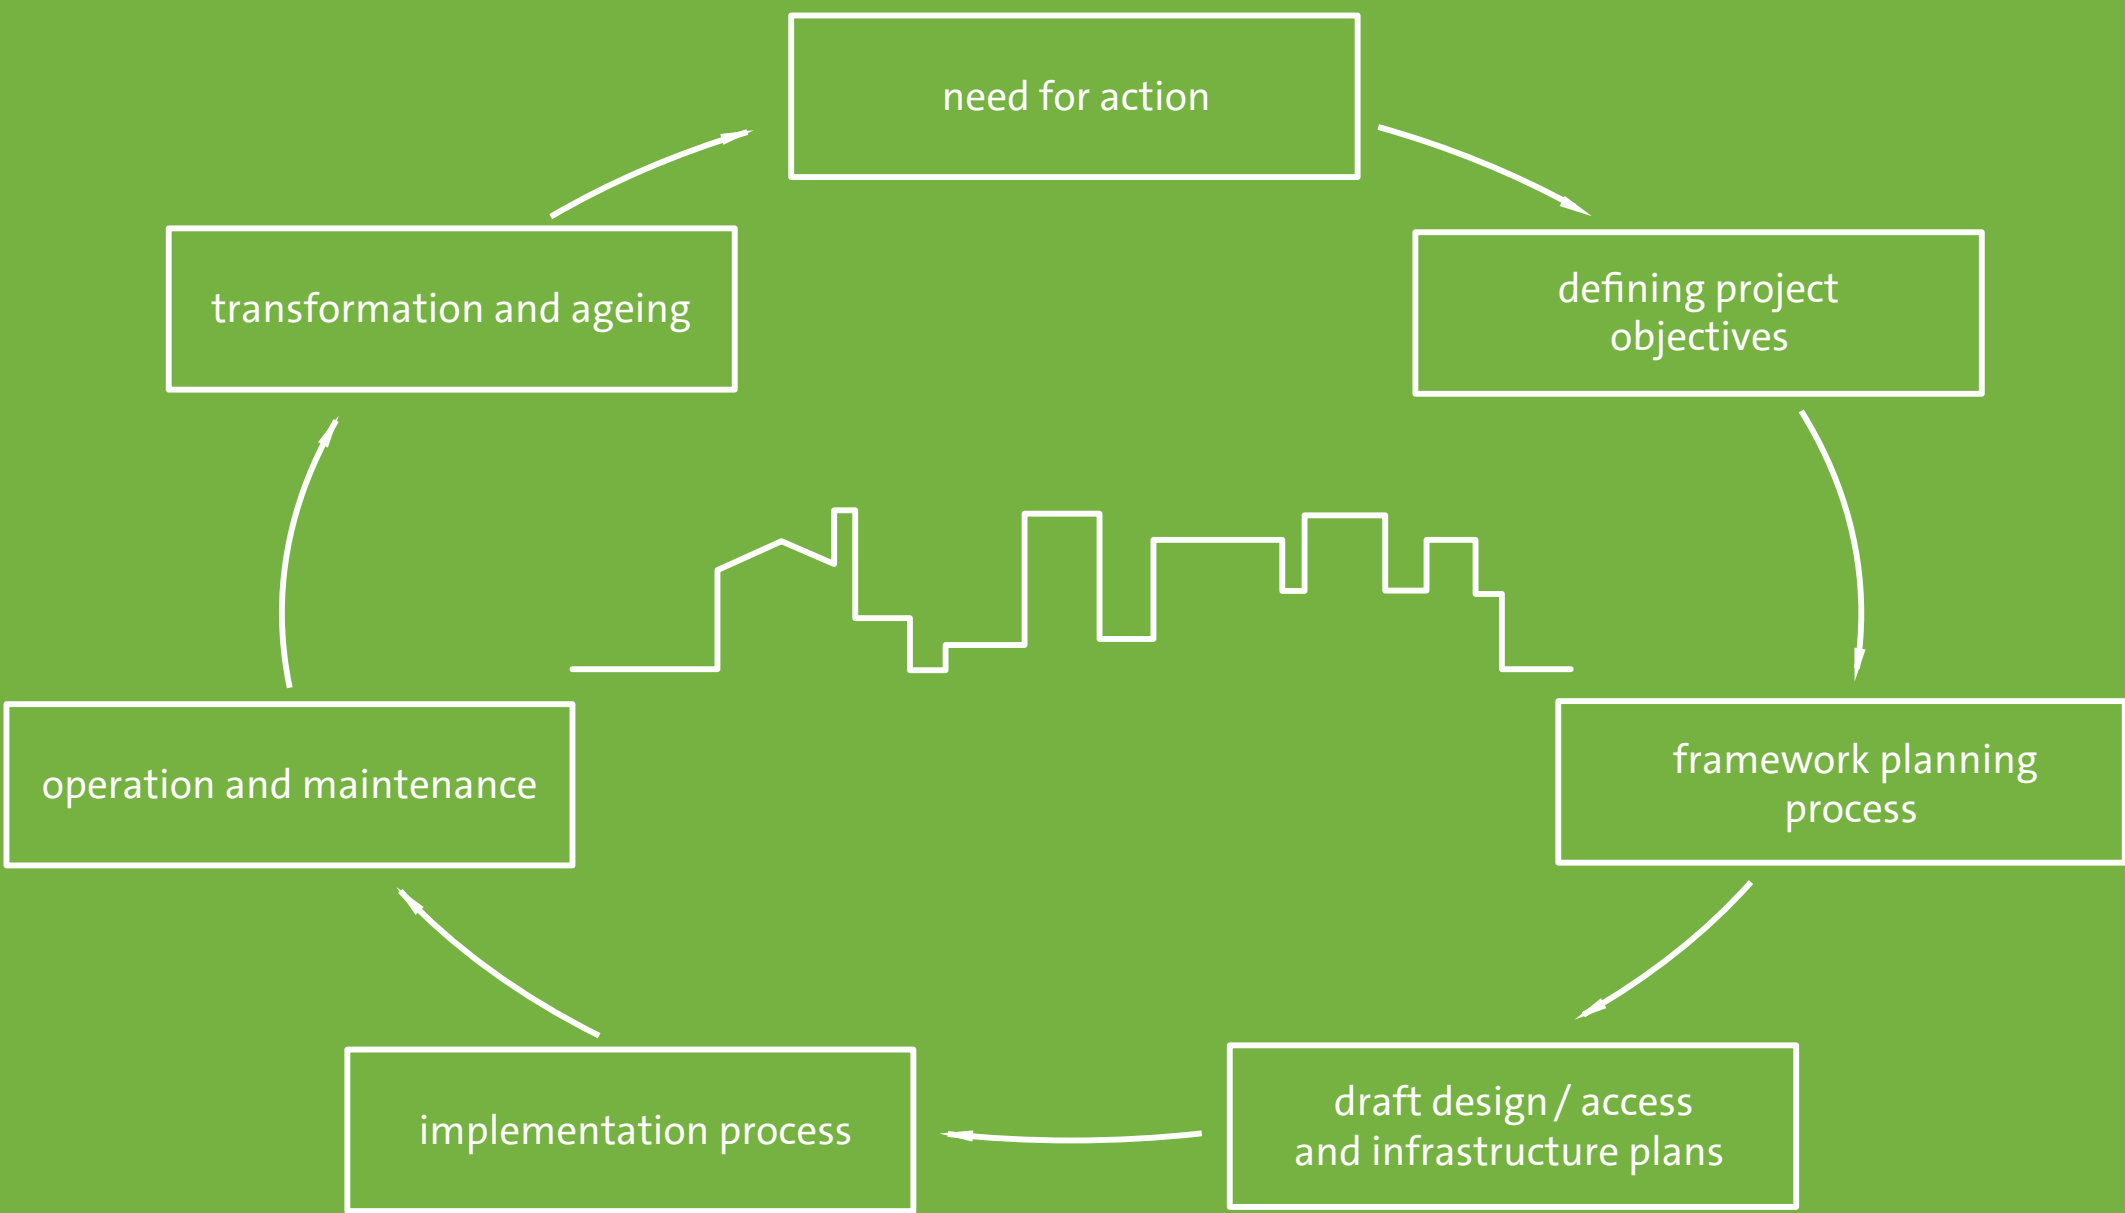 need for action
defining project
objectives
framework planning
process
draft design / access
and infrastructure plans
implementation process
operation and maintenance
transformation and ageing